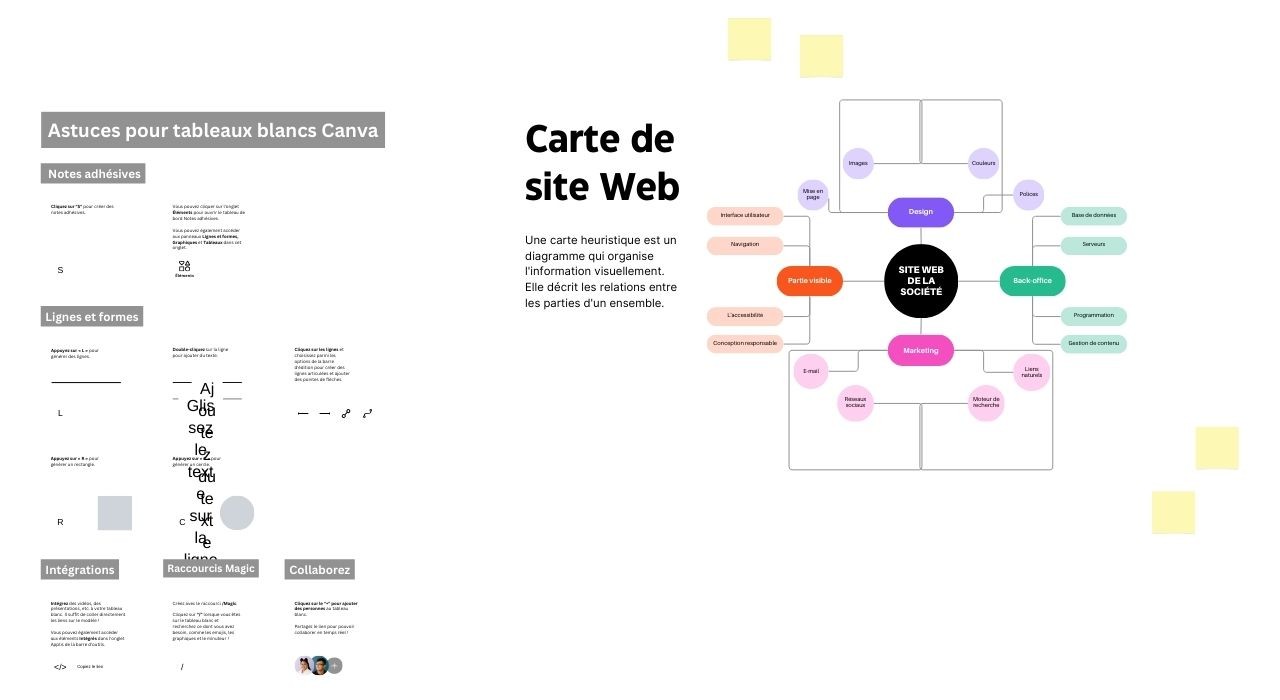 Astuces pour tableaux blancs Canva
Notes adhésives
Cliquez sur "S" pour créer des
notes adhésives.
S
Vous pouvez cliquer sur l'onglet
Éléments pour ouvrir le tableau de
bord Notes adhésives.
Vous pouvez également accéder
aux panneaux Lignes et formes,
Graphiques et Tableaux dans cet
onglet.
Éléments
Lignes et formes
Appuyez sur « L » pour
générer des lignes.
L
Double-cliquez sur la ligne
pour ajouter du texte.
Aj
ou
te
z
du
te
xt
e
Glis
sez
le
text
e
sur
la
ligne
Cliquez sur les lignes et
choisissez parmi les
options de la barre
d'édition pour créer des
lignes articulées et ajouter
des pointes de flèches.
Appuyez sur « R » pour
générer un rectangle.
R
Appuyez sur « pour
générer un cercle.
C
Intégrations
Intégrez des vidéos, des
présentations, etc. à votre tableau
blanc. Il suffit de coller directement
les liens sur le modèle !
Vous pouvez également accéder
aux éléments Intégrés dans l'onglet
Applis de la barre d'outils.
</> Copiez le lien
Raccourcis Magic
Créez avec le raccourci /Magic
Cliquez sur "/" lorsque vous êtes
sur le tableau blanc et
recherchez ce dont vous avez
besoin, comme les emojis, les
graphiques et le minuteur !
/
Collaborez
Cliquez sur le "+" pour ajouter
des personnes au tableau
blanc.
Partagez le lien pour pouvoir
collaborer en temps réel !
+
Carte de
site Web
Une carte heuristique est un
diagramme qui organise
l'information visuellement.
Elle décrit les relations entre
les parties d'un ensemble.
Images
Couleurs
Mise en
page
Polices
Design
Interface utilisateur
Navigation
Partie visible
L'accessibilité
Conception responsable
SITE WEB
DE LA
SOCIÉTÉ
Base de données
Serveurs
Back-office
Programmation
Gestion de contenu
Marketing
E-mail
Réseaux
sociaux
Moteur de
recherche
Liens
naturels